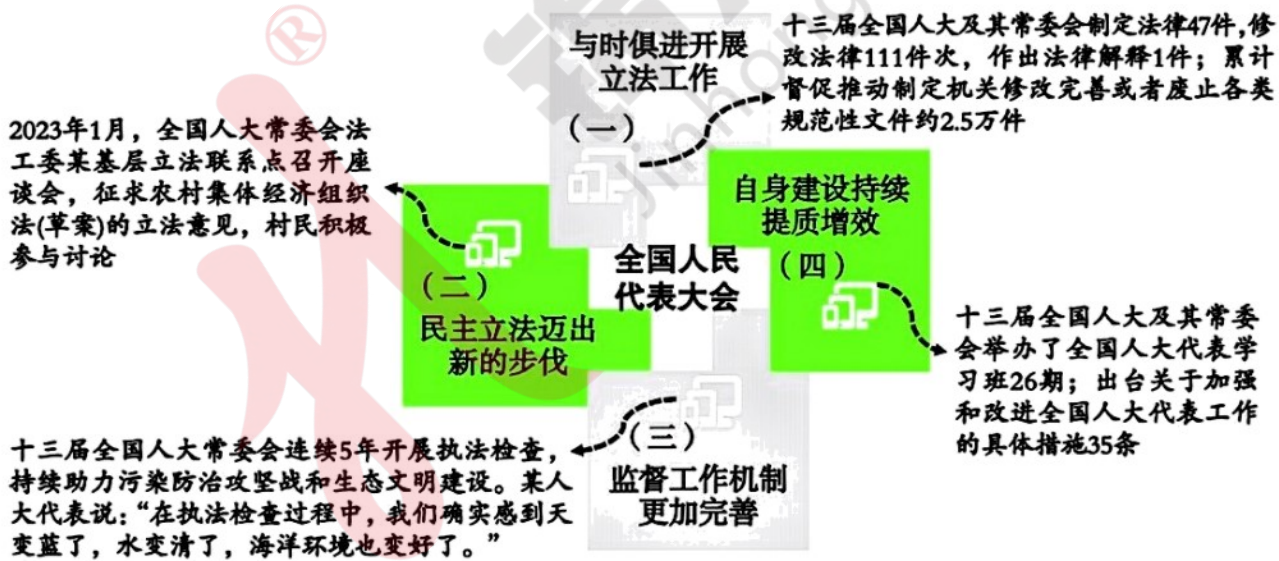 与时俱进开展
立法工作
(一)
十三届全国人大及其常委会制定法律47件,修
改法律111件次，作出法律解释1件；累计
督促推动制定机关修改完善或者废止各类
规范性文件约2.5万件
2023年1月，全国人大常委会法
工委某基层立法联系点召开座
谈会，征求农村集体经济组织
法(草案)的立法意见，村民积极
参与讨论
(二)
民主立法迈出
新的步伐
全国人民
代表大会
自身建设持续
提质增效
(四)
十三届全国人大及其常委
会举办了全国人大代表学
习班26期；出台关于加强
和改进全国人大代表工作
的具体措施35条
十三届全国人大常委会连续5年开展执法检查，
持续助力污染防治攻坚战和生态文明建设。某人
大代表说：“在执法检查过程中，我们确实感到天
变蓝了，水变清了，海洋环境也变好了。”
(三)
监督工作机制
更加完善
®